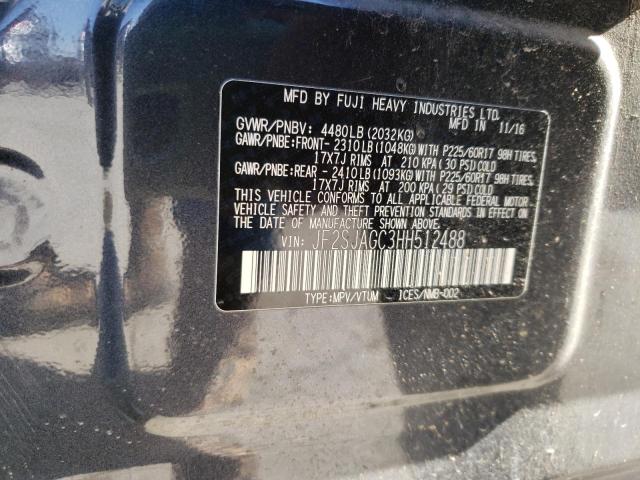 MFD BY FUJI HEAVY INDUSTRIES LTD.
MFD IN 11/16
GVWR/PNBV: 4480LB(2032KG)
GAWR/PNBE:FRONT- 2310LB(1048KG)WITH P225/60R17 98H TIRES.
17X7J RIMS AT 210 KPA(30 PSI)COLD
GAWR/PNBE:REAR - 2410LB(1093KG)WITH P225/60R17 98H TIRES.
17X7J RIMS AT 200 KPA(29 PSI)COLD
THIS VEHICLE CONFORMS TO ALL APPLICABLE FEDERAL MOTOR
VEHICLE SAFETY AND THEFT PREVENTION STANDARDS IN EFFECT ON
THE DATE OF MANUFACTURE SHOWN ABOVE.
VIN: JF2SJAGC3HH512488
TYPE:MPV/VTUM ICES/NMB-002